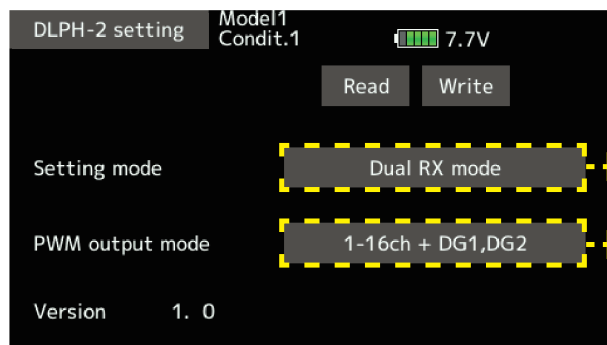 DLPH-2 setting
Model1
Condit.1
7.7V
Read Write
Setting mode Dual RX mode
PWM output mode 1-16ch + DG1,DG2
Version 1. 0